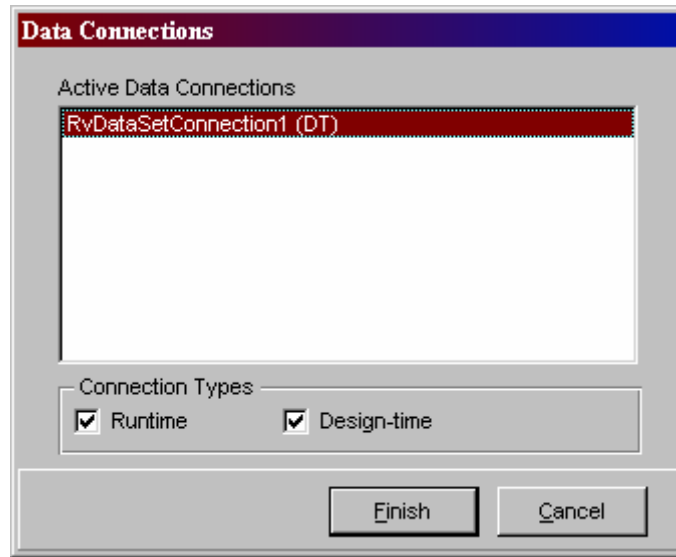 Data Connections
Active Data Connections
RvDataSetConnection1 (DT)
Connection Types
Runtime Design-time
Finish Cancel